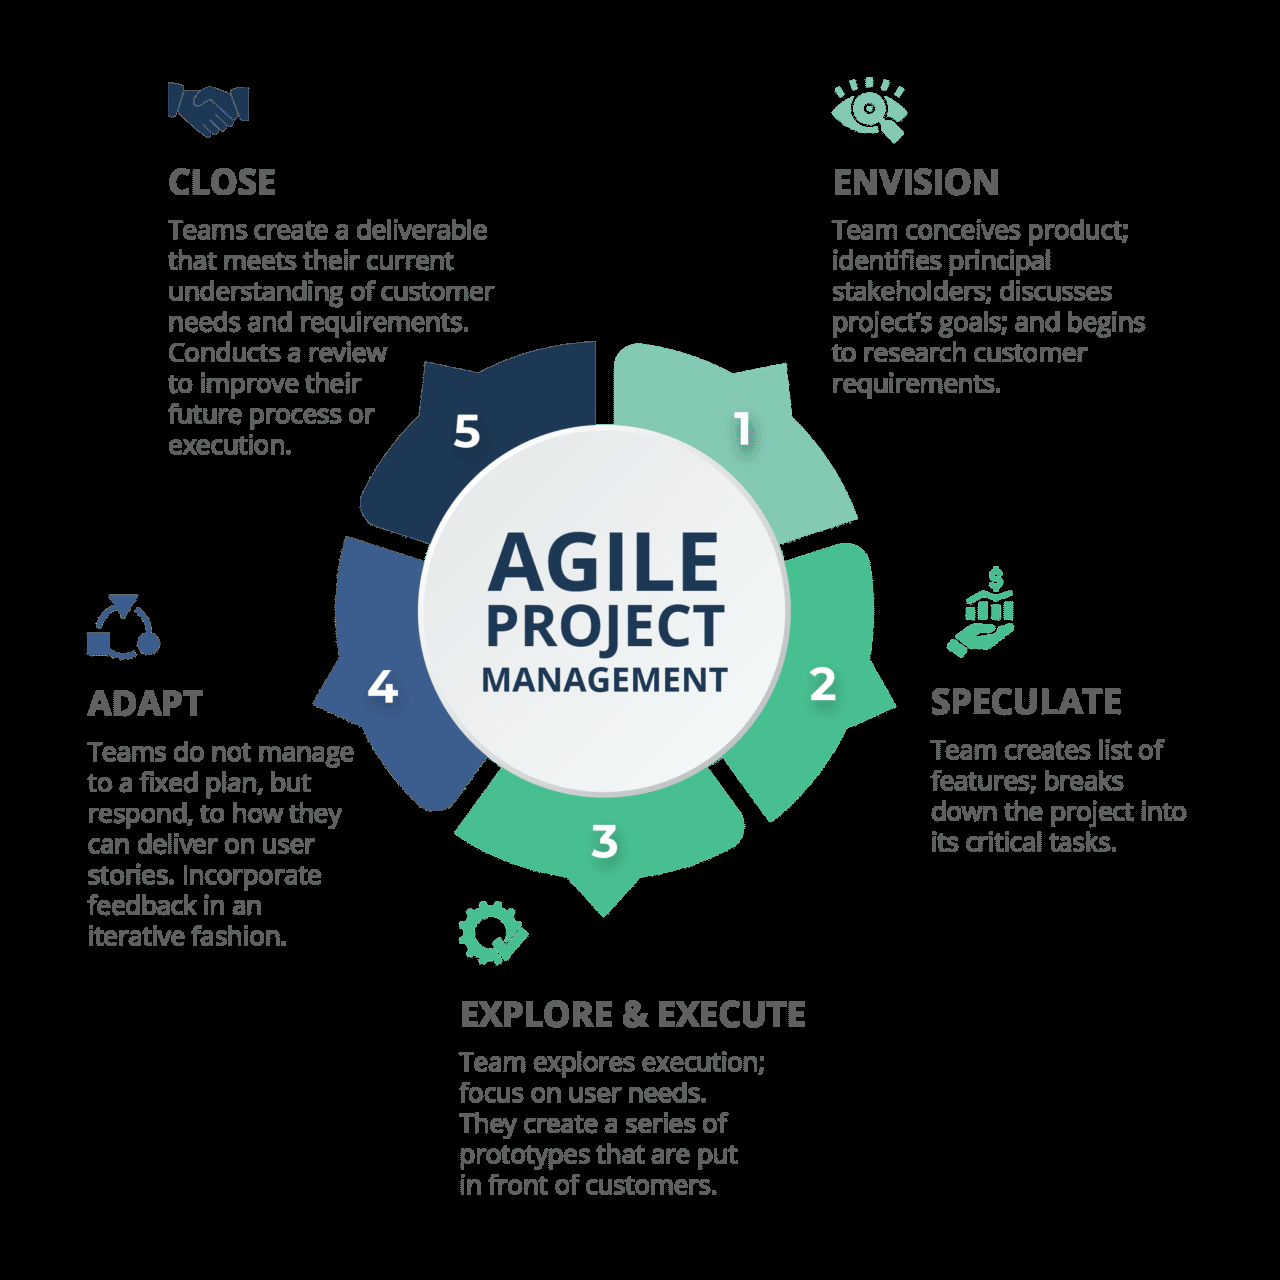 AGILE
PROJECT
MANAGEMENT
1
ENVISION
Team conceives product;
identifies principal
stakeholders; discusses
project’s goals; and begins
to research customer
requirements.
2
$
SPECULATE
Team creates list of
features; breaks
down the project into
its critical tasks.
3
EXPLORE & EXECUTE
Team explores execution;
focus on user needs.
They create a series of
prototypes that are put
in front of customers.
4
ADAPT
Teams do not manage
to a fixed plan, but
respond, to how they
can deliver on user
stories. Incorporate
feedback in an
iterative fashion.
5
CLOSE
Teams create a deliverable
that meets their current
understanding of customer
needs and requirements.
Conducts a review
to improve their
future process or
execution.